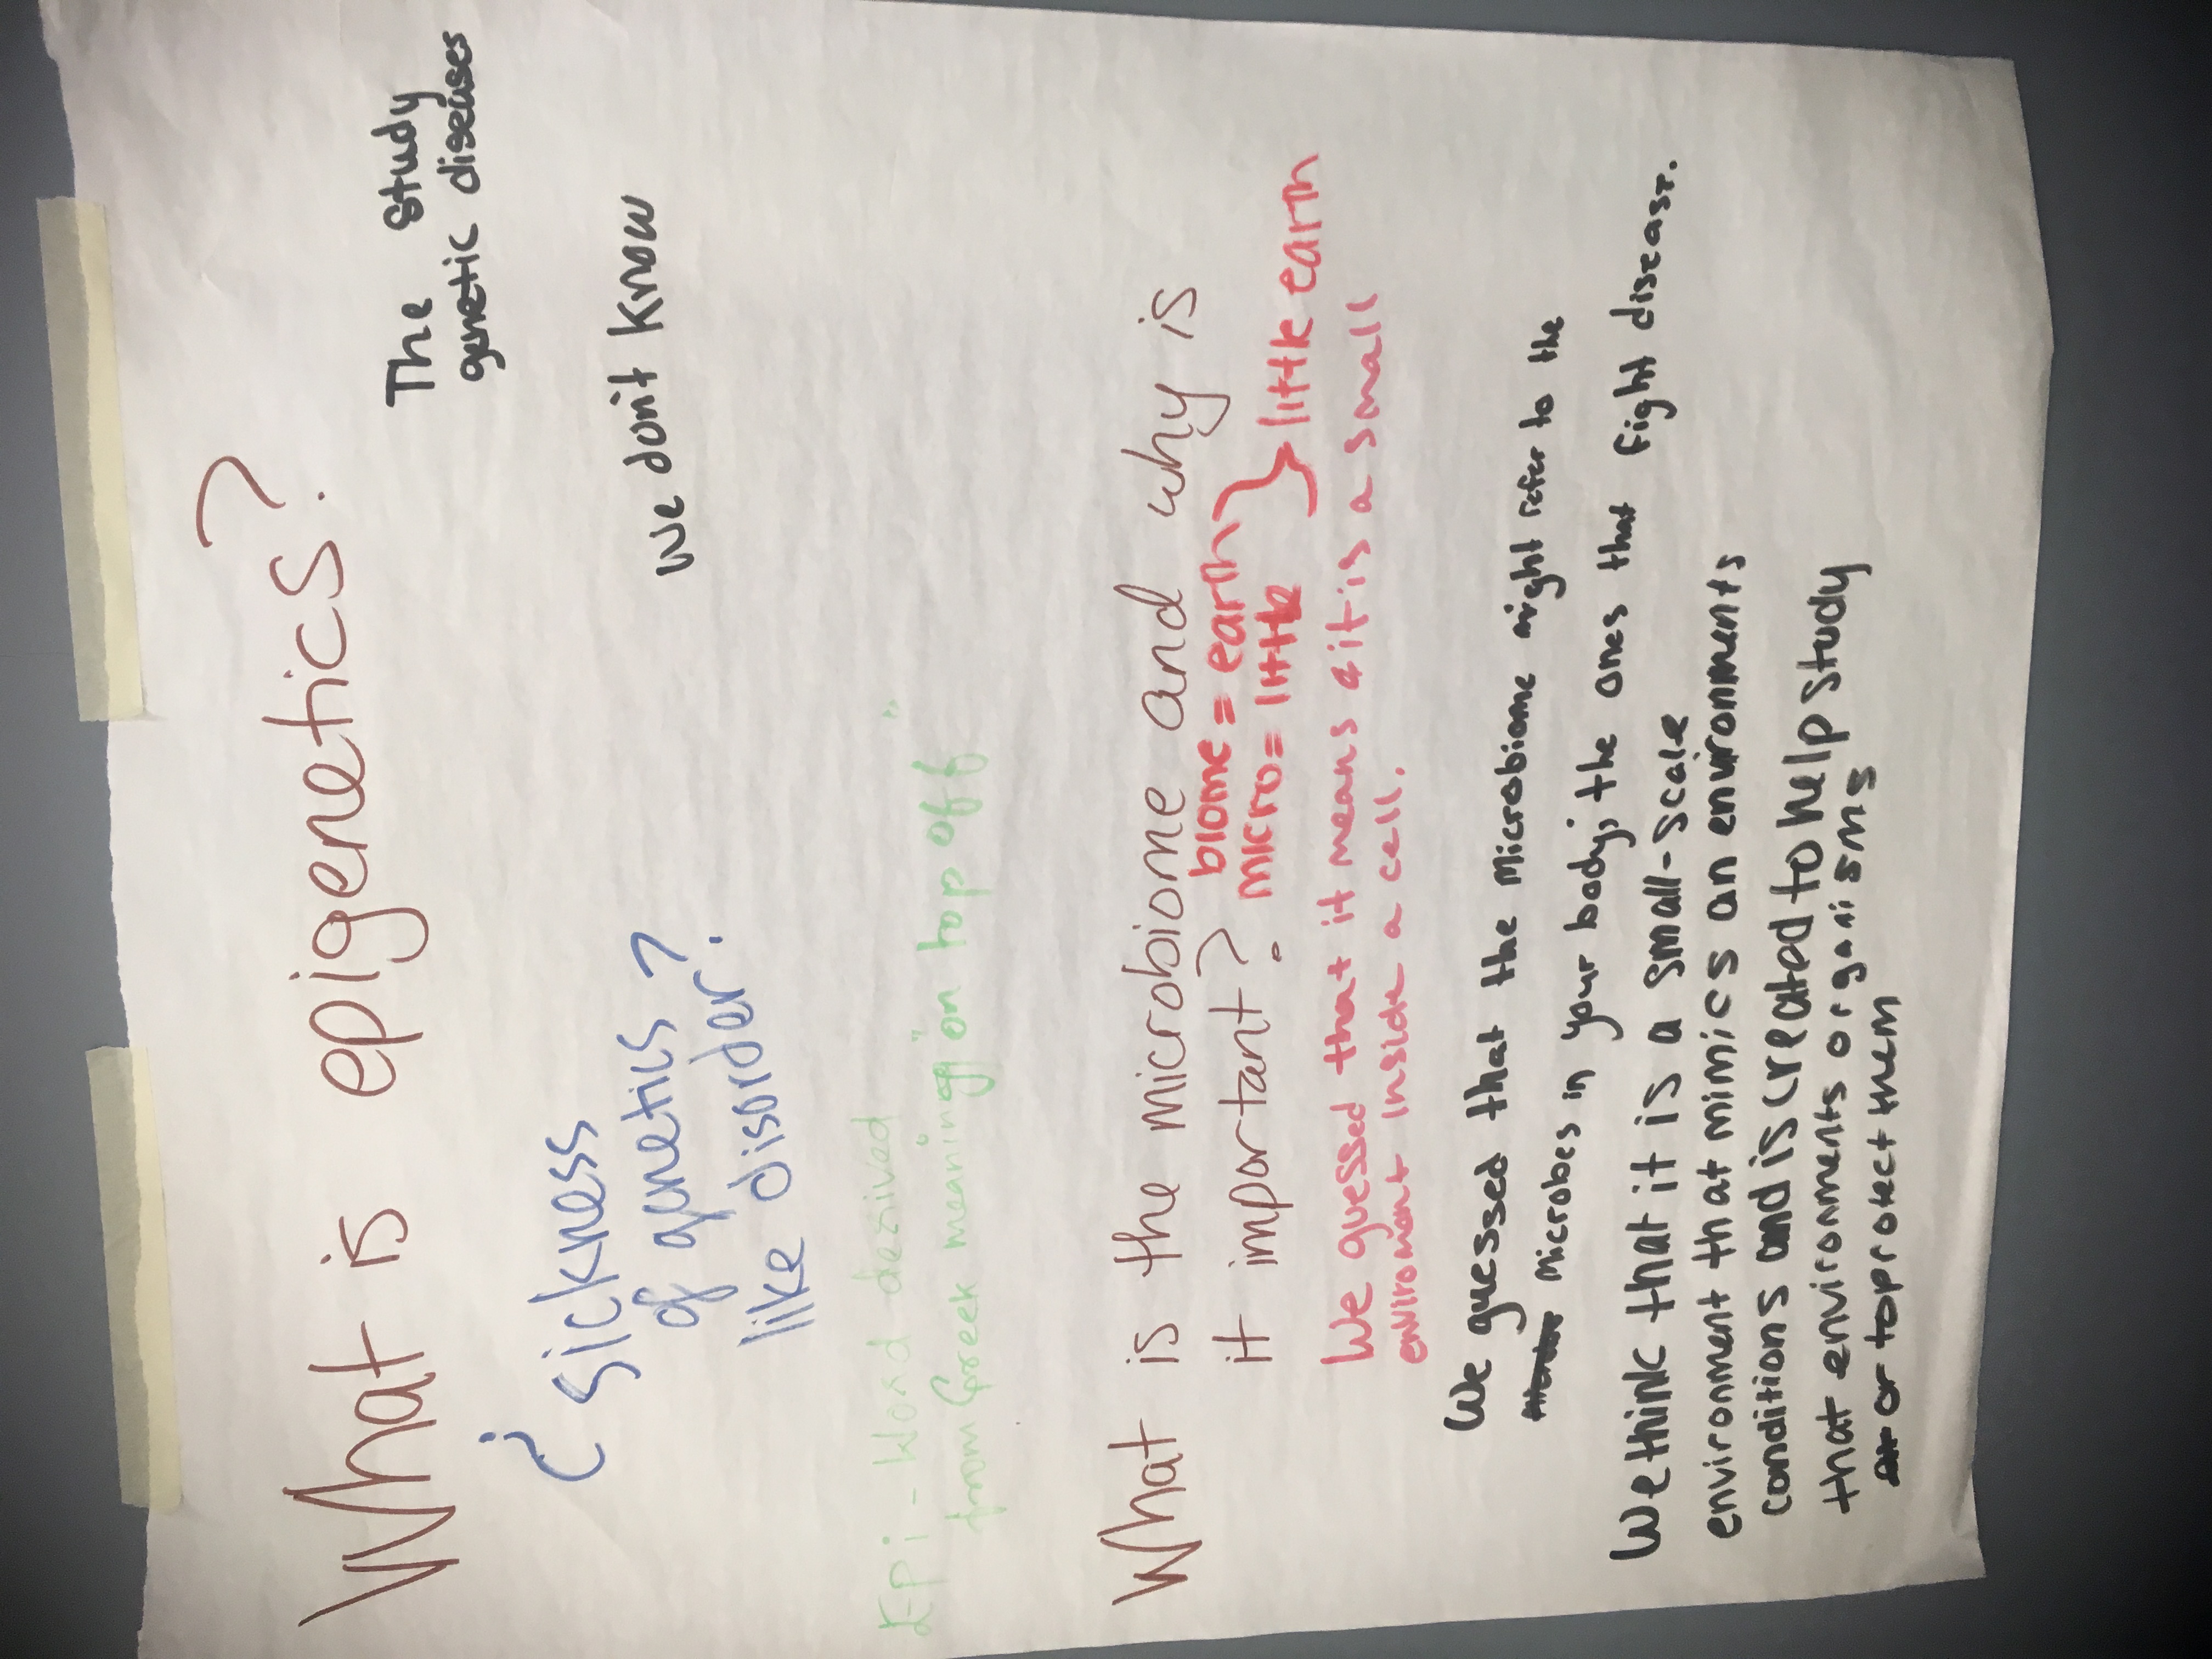 What is epigenetics?
The study
genetic diseases
¿ sickness
of genetics
like disorder?
We don't know
Epi - Word derived
from Greek meaning "on top off"
What is the microbiome and why is
it important?
biome = earth
micro = little
little earth
We guessed that it means it is a small
enviroment inside a cell.
We guessed that the microbiome might refer to the
microbes in your body; the ones that fight disease.
We think that it is a small-scale
environment that mimics an environments
conditions and is created to help study
that environments organisms
or to protect them